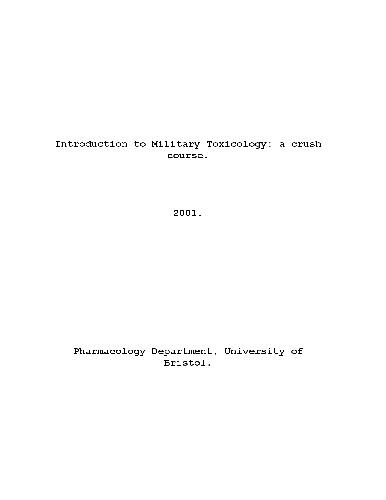 Introduction to Military Toxicology: a crush
course.
2001.
Pharmacology Department, University of
Bristol.